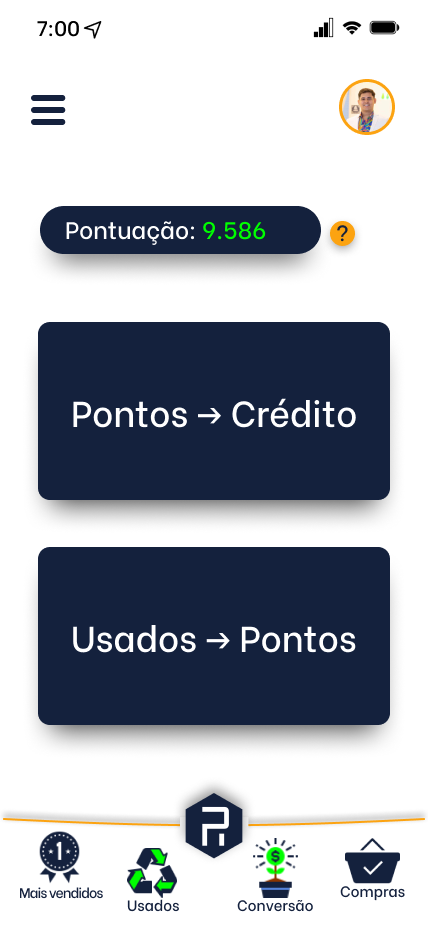 7:00
Pontuação: 9.586
?
Pontos → Crédito
Usados → Pontos
1
$
Mais vendidos
Usados
Conversão
Compras